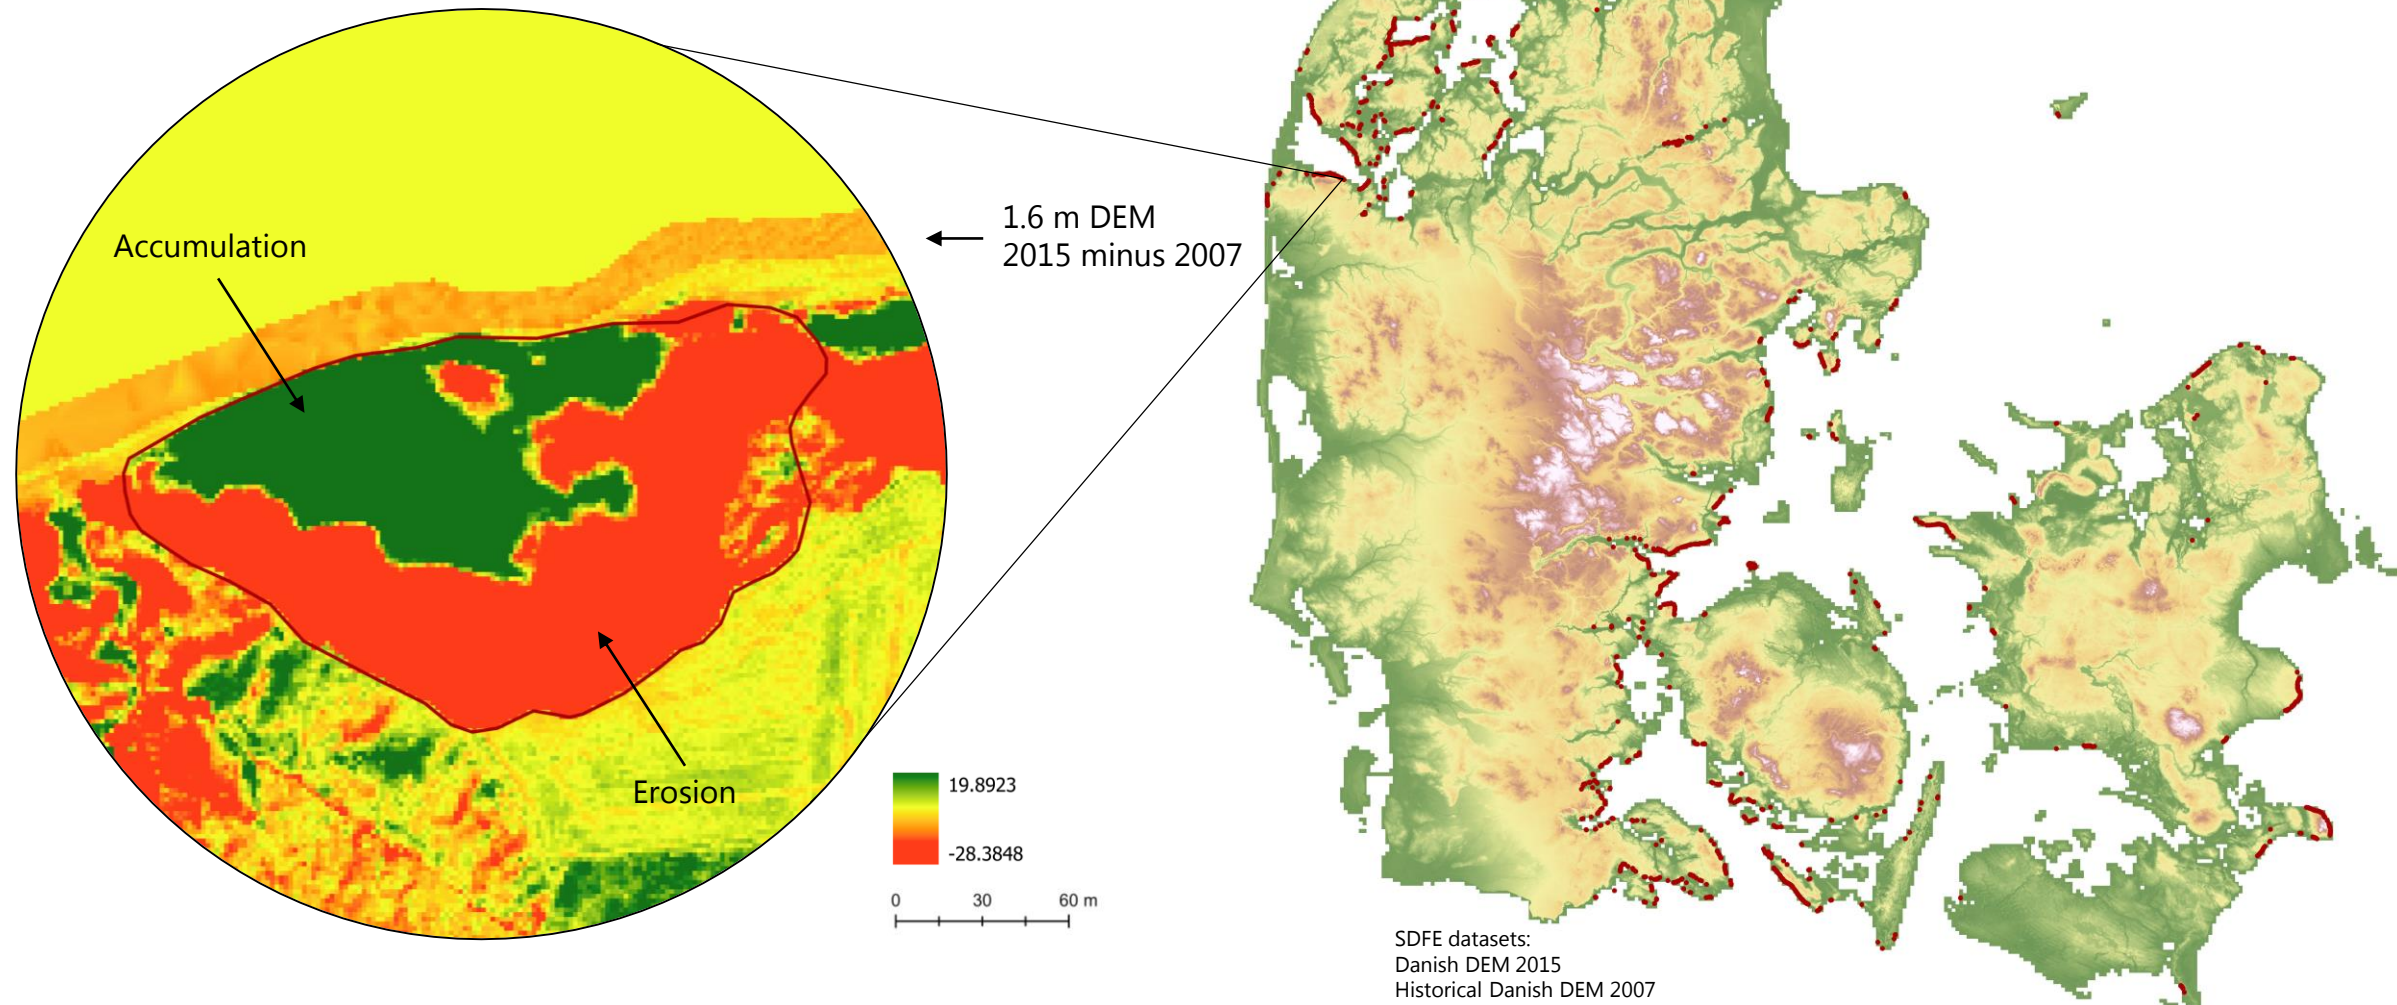 Accumulation
1.6 m DEM
2015 minus 2007
Erosion
19.8923
-28.3848
0 30 60 m
SDFE datasets:
Danish DEM 2015
Historical Danish DEM 2007